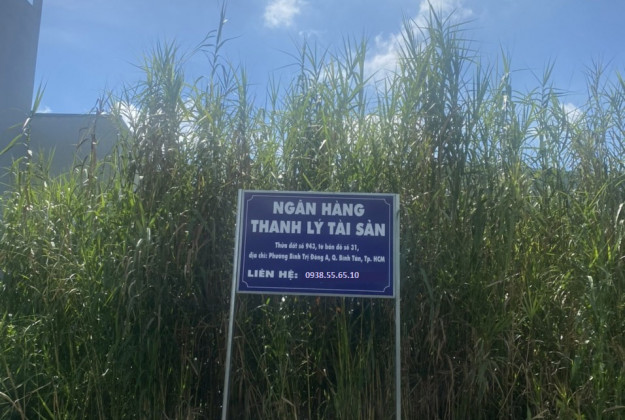 NGÂN HÀNG
THANH LÝ TÀI SẢN
Thửa đất số 943, tờ bản đồ số 31,
địa chỉ: Phường Bình Trị Đông A, Q. Bình Tân, Tp. HCM
LIÊN HỆ: 0938.55.65.10